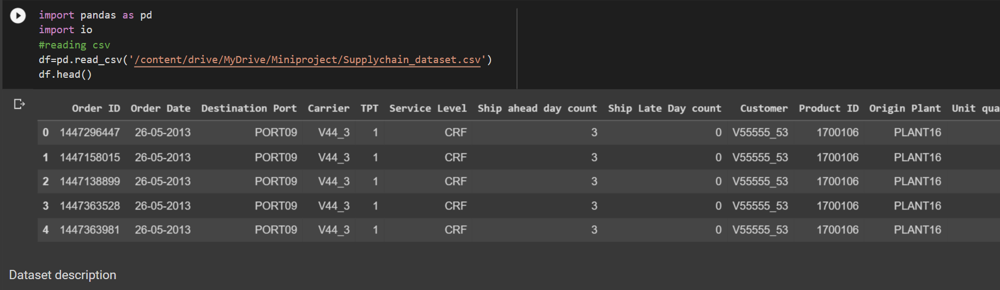 import pandas as pd
import io
#reading csv
df=pd.read_csv('/content/drive/MyDrive/Miniproject/Supplychain_dataset.csv')
df.head()
Order ID Order Date Destination Port Carrier TPT Service Level Ship ahead day count Ship Late Day count Customer Product ID Origin Plant Unit qua
0 1447296447 26-05-2013 PORT09 V44_3 1 CRF 3 0 V55555_53 1700106 PLANT16
1 1447158015 26-05-2013 PORT09 V44_3 1 CRF 3 0 V55555_53 1700106 PLANT16
2 1447138899 26-05-2013 PORT09 V44_3 1 CRF 3 0 V55555_53 1700106 PLANT16
3 1447363528 26-05-2013 PORT09 V44_3 1 CRF 3 0 V55555_53 1700106 PLANT16
4 1447363981 26-05-2013 PORT09 V44_3 1 CRF 3 0 V55555_53 1700106 PLANT16
Dataset description